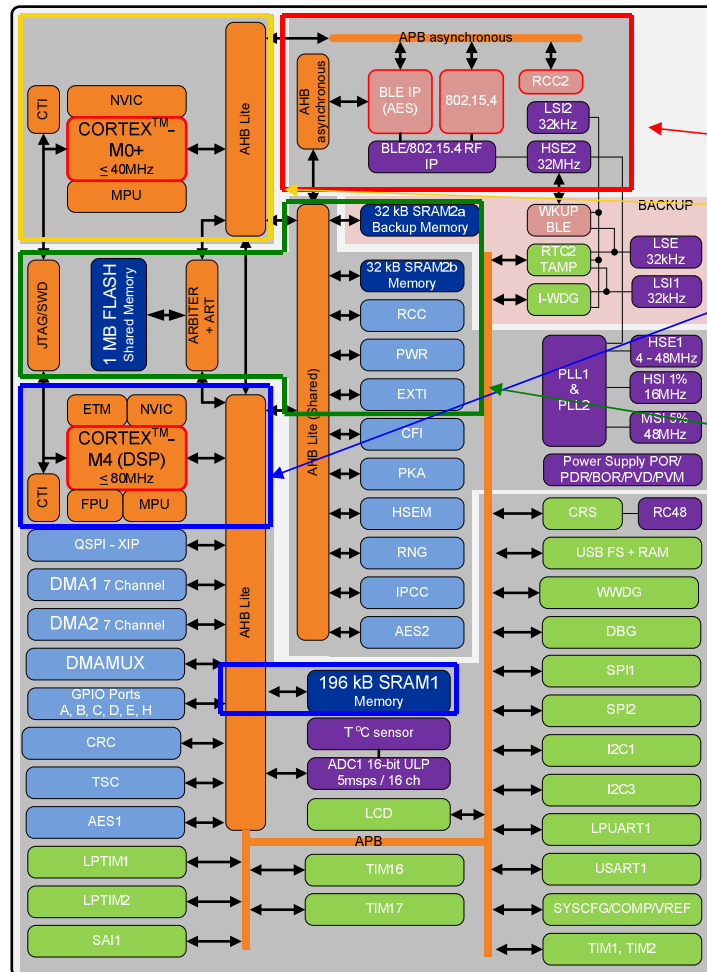 APB asynchronous
CTI
NVIC
CORTEX™-
M0+
≤ 40MHz
MPU
AHB Lite
AHB
asynchronous
BLE IP
(AES)
802.15.4
RCC2
LSI2
32kHz
BLE/802.15.4 RF
IP
HSE2
32MHz
BACKUP
32 kB SRAM2a
Backup Memory
WKUP
BLE
RTC2
TAMP
LSE
32kHz
I-WDG
LSI1
32kHz
JTAG/SWD
1 MB FLASH
Shared Memory
ARBITER
+ ART
32 kB SRAM2b
Memory
RCC
PWR
EXTI
AHB Lite (Shared)
PLL1
&
PLL2
HSE1
4 – 48MHz
HSI 1%
16MHz
MSI 5%
48MHz
Power Supply POR/
PDR/BOR/PVD/PVM
ETM
NVIC
CORTEX™-
M4 (DSP)
≤ 80MHz
CTI
FPU
MPU
AHB Lite
CFI
PKA
HSEM
RNG
IPCC
AES2
CRS
RC48
QSPI - XIP
DMA1 7 Channel
DMA2 7 Channel
DMAMUX
GPIO Ports
A, B, C, D, E, H
CRC
TSC
AES1
LPTIM1
LPTIM2
SAI1
196 kB SRAM1
Memory
T°C sensor
ADC1 16-bit ULP
5msps / 16 ch
LCD
APB
TIM16
TIM17
USB FS + RAM
WWDG
DBG
SPI1
SPI2
I2C1
I2C3
LPUART1
USART1
SYSCFG/COMP/VREF
TIM1, TIM2